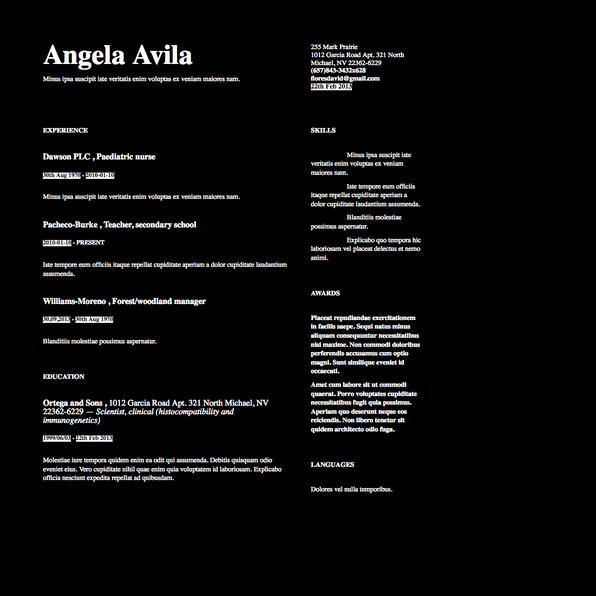 Angela Avila
Minus ipsa suscipit iste veritatis enim voluptas ex veniam maiores nam.
255 Mark Prairie
1012 Garcia Road Apt. 321 North
Michael, NV 22362-6229
(657)843-3432x628
floresdavid@gmail.com
22th Feb 2013
EXPERIENCE
Dawson PLC , Paediatric nurse
30th Aug 1970 - 2010-01-10
Minus ipsa suscipit iste veritatis enim voluptas ex veniam maiores nam.
Pacheco-Burke , Teacher, secondary school
2010-01-10 - PRESENT
Iste tempore eum officiis itaque repellat cupiditate aperiam a dolor cupiditate laudantium
assumenda.
Williams-Moreno , Forest/woodland manager
30,09,2013 - 30th Aug 1970
Blanditiis molestiae possimus aspernatur.
EDUCATION
Ortega and Sons , 1012 Garcia Road Apt. 321 North Michael, NV
22362-6229 — Scientist, clinical (histocompatibility and
immunogenetics)
1999/06/03 - 22th Feb 2013
Molestiae iure tempora quidem enim ea odit qui assumenda. Debitis quisquam odio
eveniet eius. Vero cupiditate nihil quae enim quia voluptatem id laboriosam. Explicabo
officia nesciunt expedita repellat ad quibusdam.
SKILLS
Minus ipsa suscipit iste
veritatis enim voluptas ex veniam
maiores nam.
Iste tempore eum officiis
itaque repellat cupiditate aperiam a
dolor cupiditate laudantium assumenda.
Blanditiis molestiae
possimus aspernatur.
Explicabo quo tempora hic
laboriosam vel placeat delectus et nemo
animi.
AWARDS
Placeat repudiandae exercitationem
in facilis saepe. Sequi natus minus
aliquam consequuntur necessitatibus
nisi maxime. Non commodi doloribus
perferendis accusamus cum optio
magni. Sunt similique eveniet id
occaecati.
Amet cum labore sit ut commodi
quaerat. Porro voluptates cupiditate
necessitatibus fugit quia possimus.
Aperiam quo deserunt neque eos
reiciendis. Non libero tenetur sit
quidem architecto odio fuga.
LANGUAGES
Dolores vel nulla temporibus.